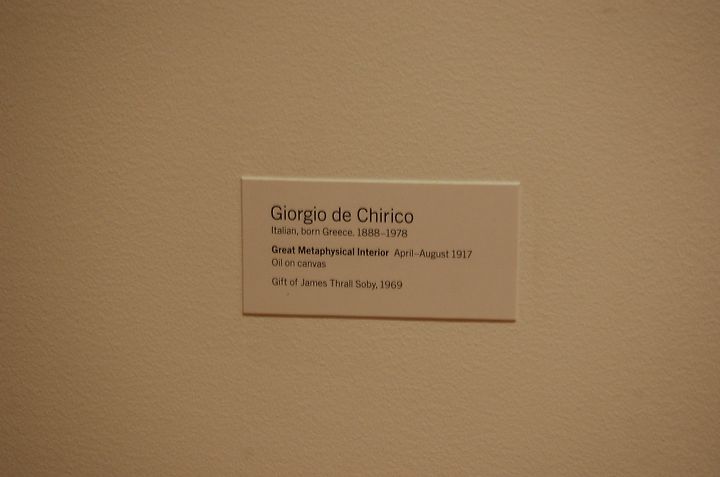 Giorgio de Chirico
Italian, born Greece. 1888–1978
Great Metaphysical Interior April–August 1917
Oil on canvas
Gift of James Thrall Soby, 1969